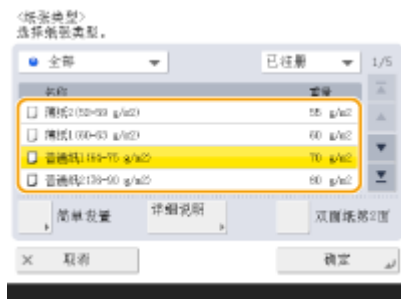 <纸张类型>
选择纸张类型。
全部 已注册 1/5
名称 重量
薄纸2(52-59 g/m2) 55 g/m2
薄纸1(60-63 g/m2) 60 g/m2
普通纸1(64-75 g/m2) 70 g/m2
普通纸2(76-90 g/m2) 80 g/m2
简单设置 详细说明 双面纸第2面
× 取消 确定